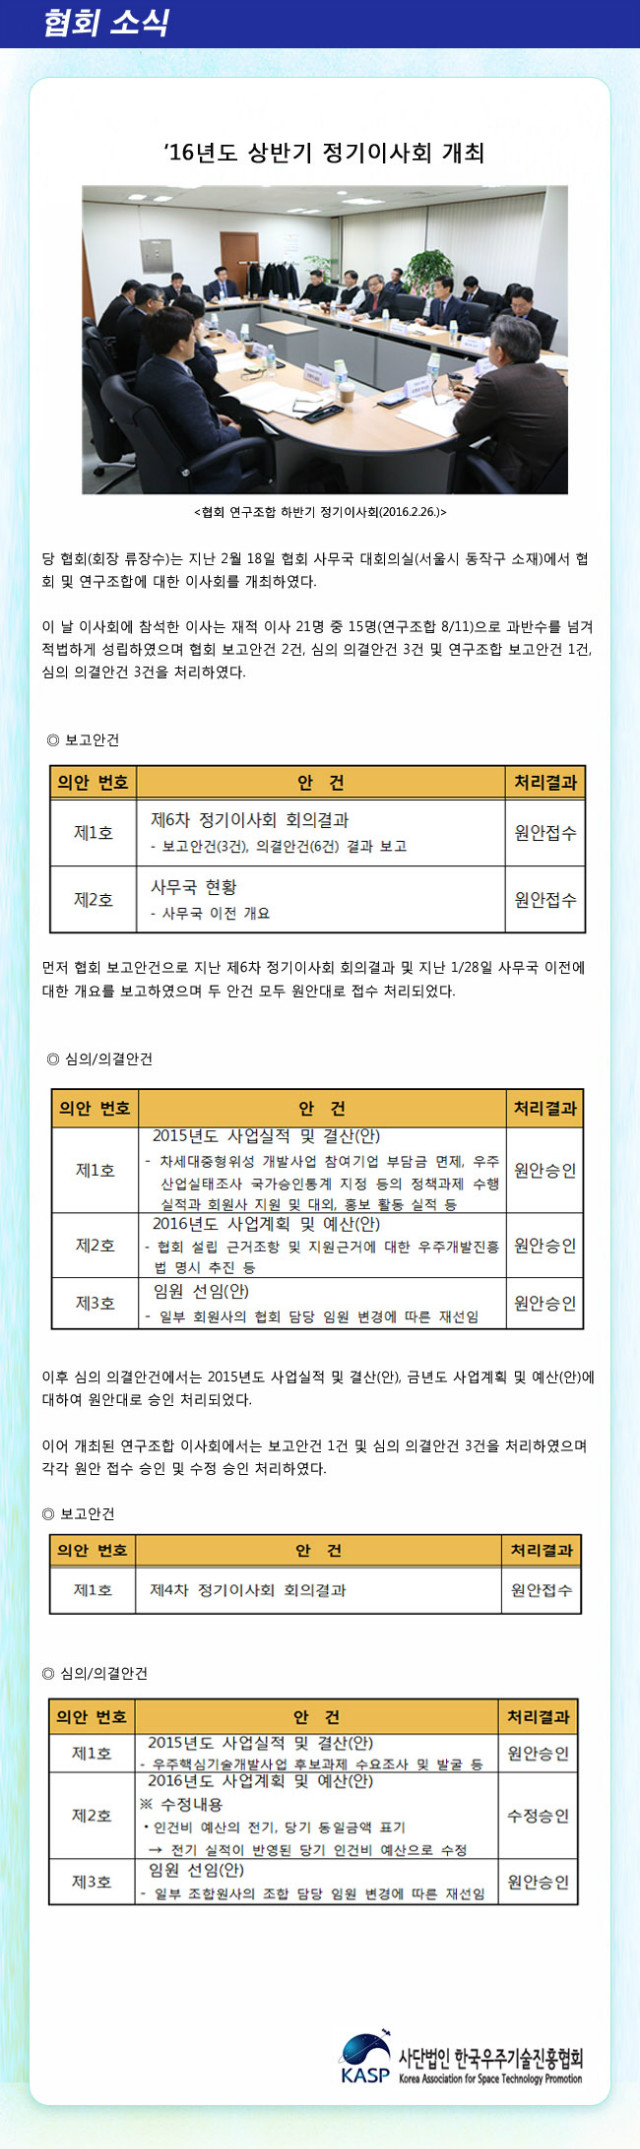 협회 소식
'16년도 상반기 정기이사회 개최
<협회 연구조합 하반기 정기이사회(2016.2.26.)>
당 협회(회장 류장수)는 지난 2월 18일 협회 사무국 대회의실(서울시 동작구 소재)에서 협
회 및 연구조합에 대한 이사회를 개최하였다.
이 날 이사회에 참석한 이사는 재적 이사 21명 중 15명(연구조합 8/11)으로 과반수를 넘겨
적법하게 성립하였으며 협회 보고안건 2건, 심의 의결안건 3건 및 연구조합 보고안건 1건,
심의 의결안건 3건을 처리하였다.
◎ 보고안건
의안 번호 안 건 처리결과
제1호 제6차 정기이사회 회의결과 원안접수
- 보고안건(3건), 의결안건(6건) 결과 보고
제2호 사무국 현황 원안접수
- 사무국 이전 개요
먼저 협회 보고안건으로 지난 제6차 정기이사회 회의결과 및 지난 1/28일 사무국 이전에
대한 개요를 보고하였으며 두 안건 모두 원안대로 접수 처리되었다.
◎ 심의/의결안건
의안 번호 안 건 처리결과
2015년도 사업실적 및 결산(안)
제1호 - 차세대중형위성 개발사업 참여기업 부담금 면제, 우주 원안승인
산업실태조사 국가승인통계 지정 등의 정책과제 수행
실적과 회원사 지원 및 대외, 홍보 활동 실적 등
2016년도 사업계획 및 예산(안)
제2호 - 협회 설립 근거조항 및 지원근거에 대한 우주개발진흥 원안승인
법 명시 추진 등
제3호 임원 선임(안) 원안승인
- 일부 회원사의 협회 담당 임원 변경에 따른 재선임
이후 심의 의결안건에서는 2015년도 사업실적 및 결산(안), 금년도 사업계획 및 예산(안)에
대하여 원안대로 승인 처리되었다.
이어 개최된 연구조합 이사회에서는 보고안건 1건 및 심의 의결안건 3건을 처리하였으며
각각 원안 접수 승인 및 수정 승인 처리하였다.
◎ 보고안건
의안 번호 안 건 처리결과
제1호 제4차 정기이사회 회의결과 원안접수
◎ 심의/의결안건
의안 번호 안 건 처리결과
제1호 2015년도 사업실적 및 결산(안) 원안승인
- 우주핵심기술개발사업 후보과제 수요조사 및 발굴 등
2016년도 사업계획 및 예산(안)
※ 수정내용
제2호 • 인건비 예산의 전기, 당기 동일금액 표기 수정승인
→ 전기 실적이 반영된 당기 인건비 예산으로 수정
제3호 임원 선임(안) 원안승인
- 일부 조합원사의 조합 담당 임원 변경에 따른 재선임
KASP
사단법인 한국우주기술진흥협회
Korea Association for Space Technology Promotion